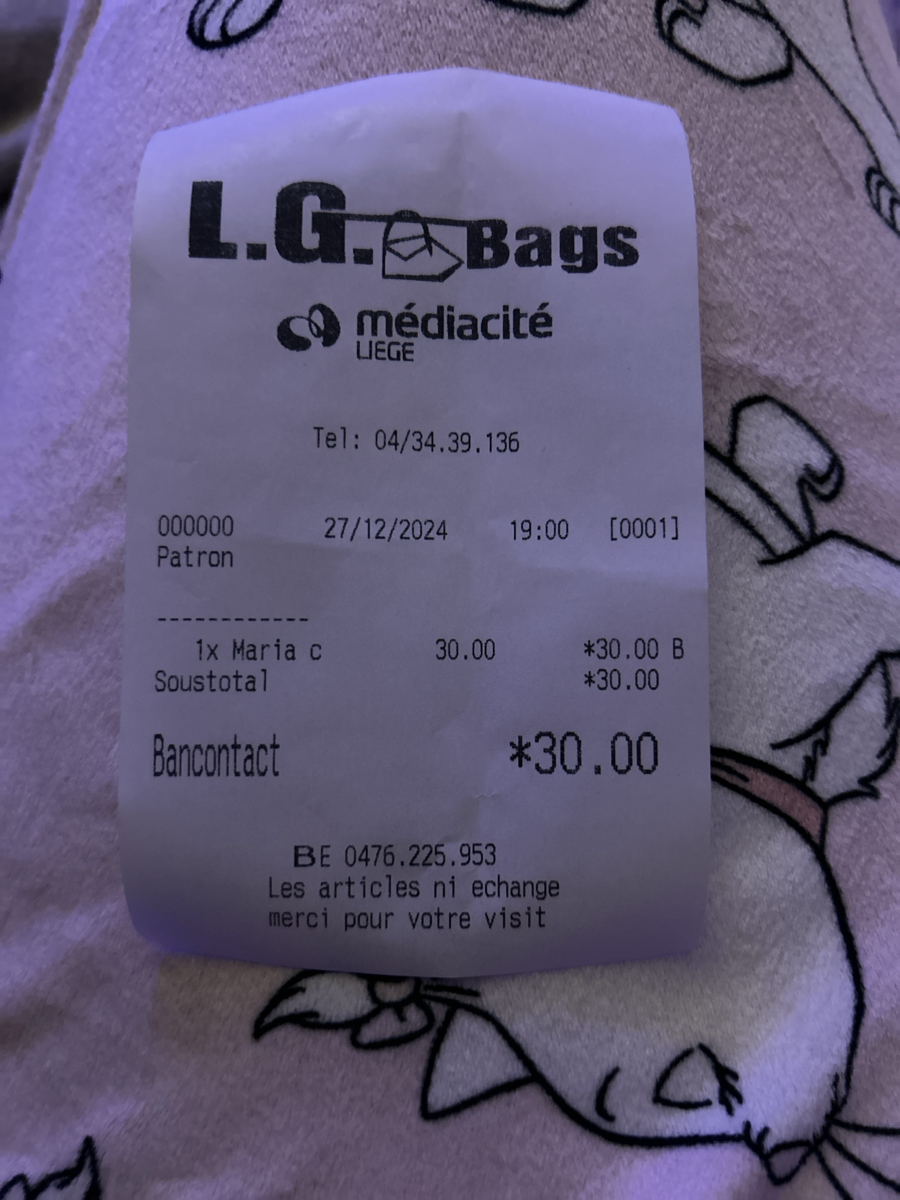 L.G. Bags
médiacité
LIEGE
Tel: 04/34.39.136
000000 27/12/2024 19:00 [0001]
Patron
------------
1x Maria c 30.00 *30.00 B
Soustotal *30.00
Bancontact *30.00
BE 0476.225.953
Les articles ni echange
merci pour votre visit